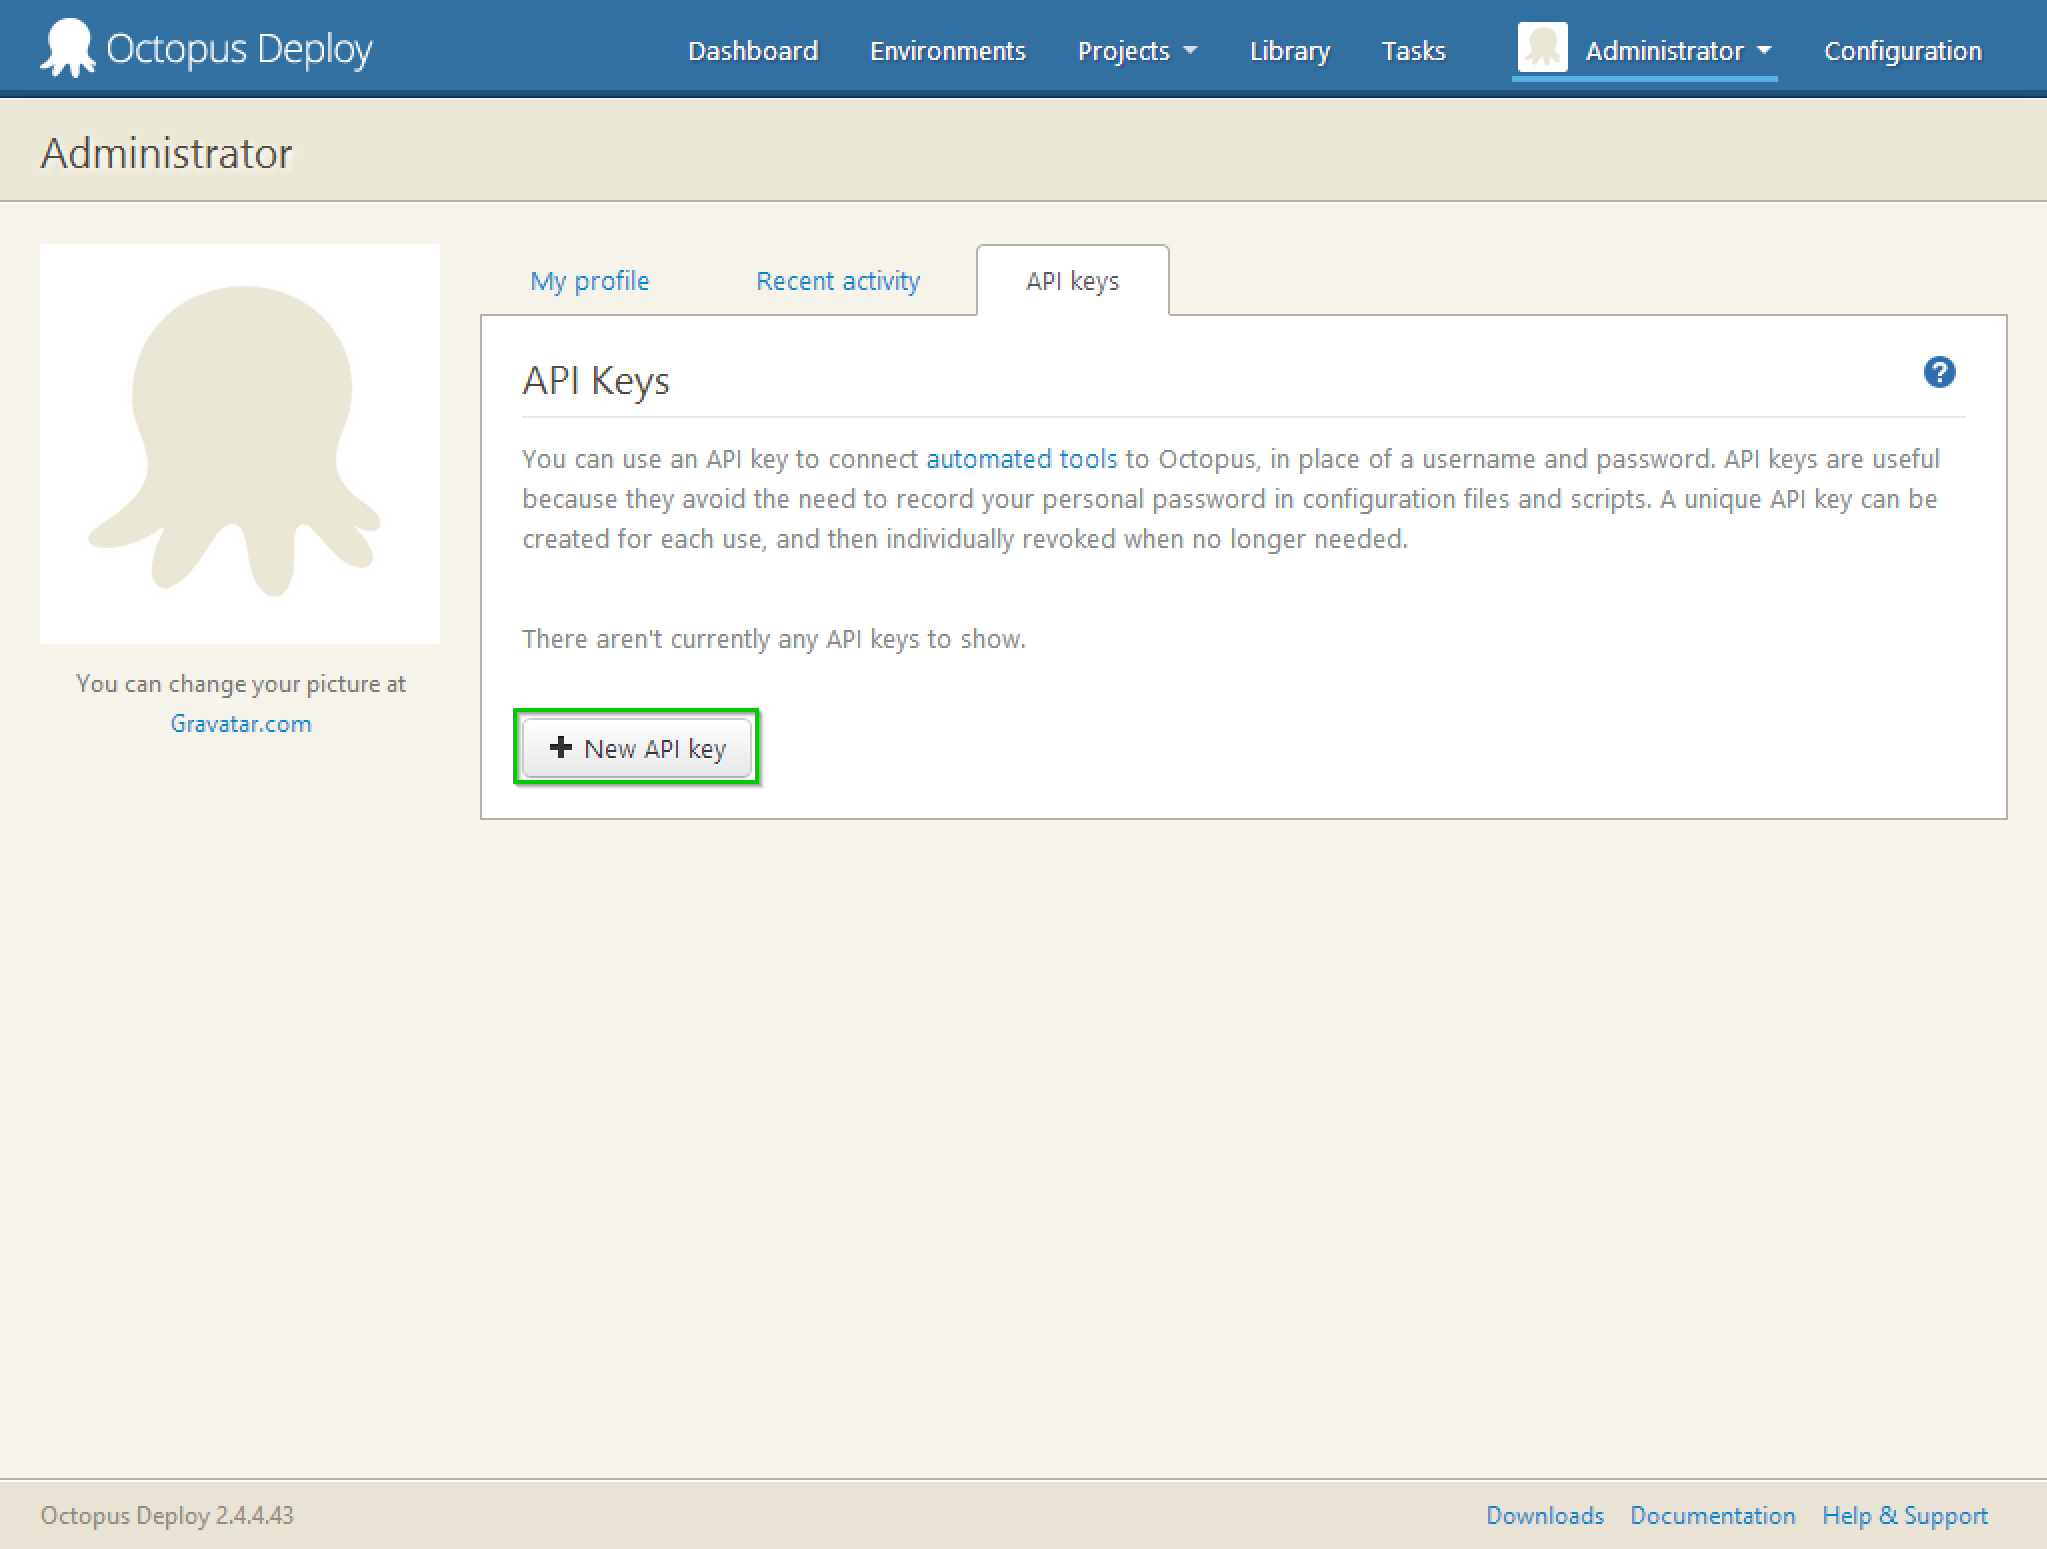 Octopus Deploy
Dashboard
Environments
Projects
Library
Tasks
Administrator
Configuration
Administrator
You can change your picture at
Gravatar.com
My profile
Recent activity
API keys
API Keys
?
You can use an API key to connect automated tools to Octopus, in place of a username and password. API keys are useful
because they avoid the need to record your personal password in configuration files and scripts. A unique API key can be
created for each use, and then individually revoked when no longer needed.
There aren't currently any API keys to show.
New API key
Octopus Deploy 2.4.4.43
Downloads
Documentation
Help & Support